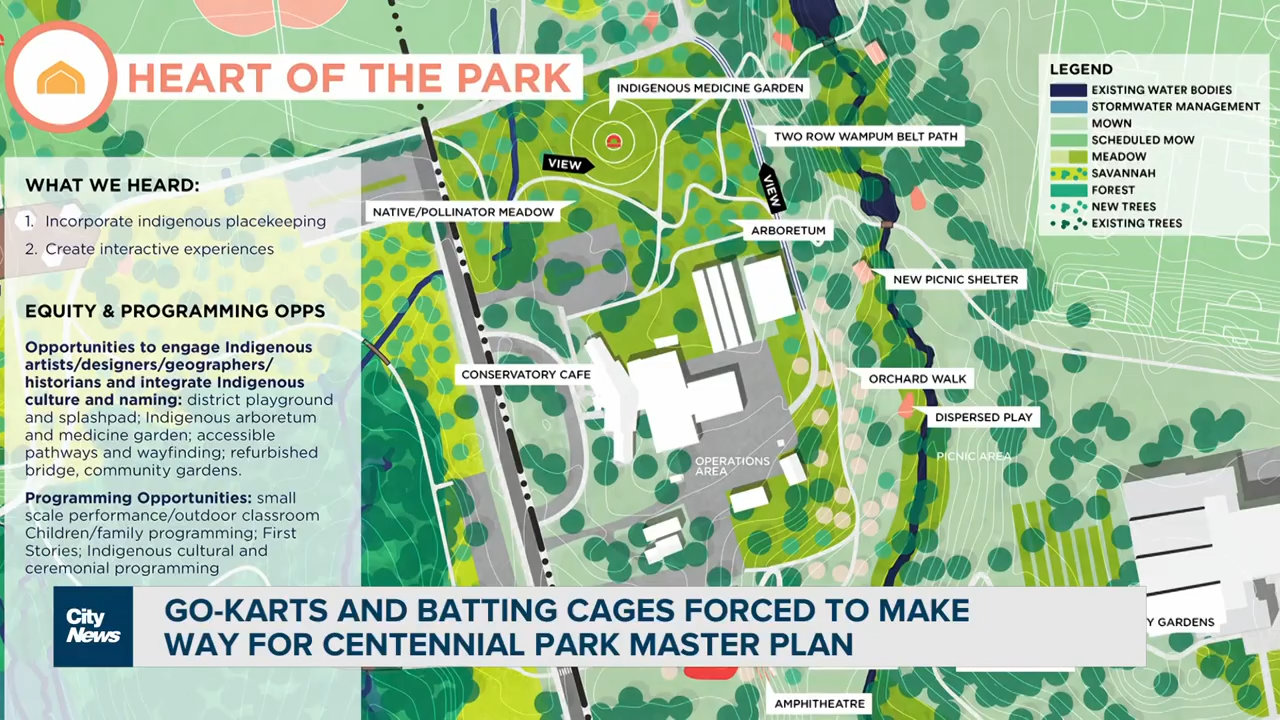 HEART OF THE PARK
WHAT WE HEARD:
1. Incorporate indigenous placekeeping
2. Create interactive experiences
EQUITY & PROGRAMMING OPPS
Opportunities to engage Indigenous
artists/designers/geographers/
historians and integrate Indigenous
culture and naming: district playground
and splashpad; Indigenous arboretum
and medicine garden; accessible
pathways and wayfinding; refurbished
bridge, community gardens.
Programming Opportunities: small
scale performance/outdoor classroom
Children/family programming; First
Stories; Indigenous cultural and
ceremonial programming
INDIGENOUS MEDICINE GARDEN
TWO ROW WAMPUM BELT PATH
VIEW
VIEW
NATIVE/POLLINATOR MEADOW
ARBORETUM
NEW PICNIC SHELTER
CONSERVATORY CAFE
ORCHARD WALK
DISPERSED PLAY
PICNIC AREA
OPERATIONS
AREA
Y GARDENS
AMPHITHEATRE
LEGEND
EXISTING WATER BODIES
STORMWATER MANAGEMENT
MOWN
SCHEDULED MOW
MEADOW
SAVANNAH
FOREST
NEW TREES
EXISTING TREES
City
News
GO-KARTS AND BATTING CAGES FORCED TO MAKE
WAY FOR CENTENNIAL PARK MASTER PLAN